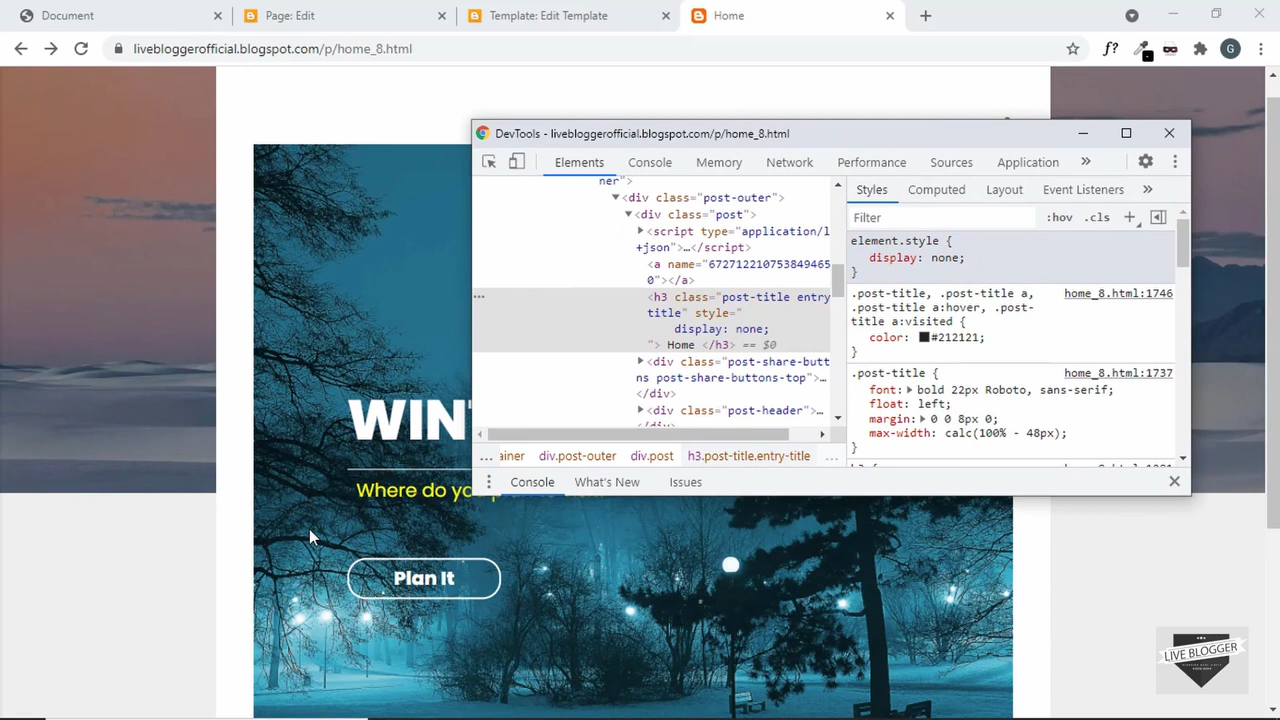 Document
Page: Edit
Template: Edit Template
Home
livebloggerofficial.blogspot.com/p/home_8.html
f?
G
DevTools - livebloggerofficial.blogspot.com/p/home_8.html
Elements
Console
Memory
Network
Performance
Sources
Application
ner">
<div class="post-outer">
<div class="post">
<script type="application/l
+json">…</script>
<a name="672712210753849465
0"></a>
<h3 class="post-title entry
title" style="
display: none;
"> Home </h3> == $0
<div class="post-share-butt
ns post-share-buttons-top">…
</div>
<div class="post-header">…
… ainer div.post-outer div.post h3.post-title.entry-title …
Styles
Computed
Layout
Event Listeners
Filter
:hov .cls
element.style {
display: none;
}
.post-title, .post-title a, home_8.html:1746
.post-title a:hover, .post-
title a:visited {
color: #212121;
}
.post-title { home_8.html:1737
font: bold 22px Roboto, sans-serif;
float: left;
margin: 0 0 8px 0;
max-width: calc(100% - 48px);
}
Console
What's New
Issues
WIN
Where do yo
Plan It
LIVE BLOGGER